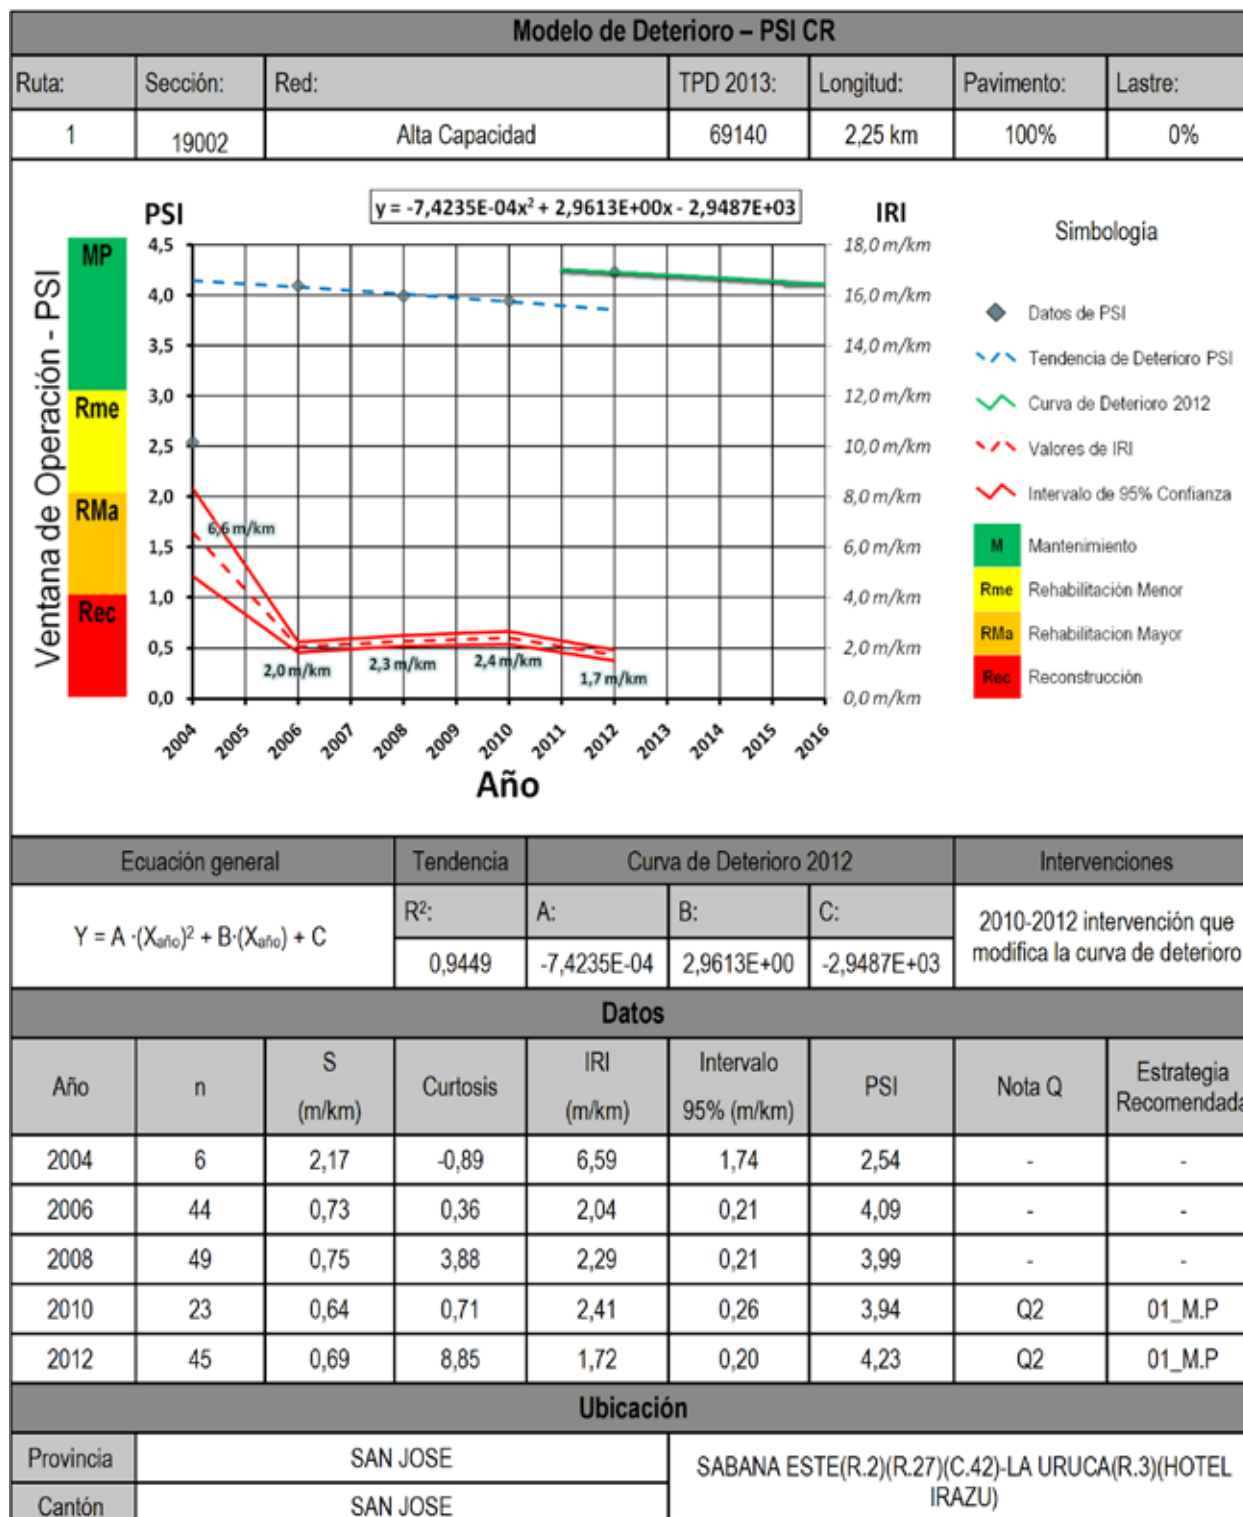 Modelo de Deterioro – PSI CR
Ruta: Sección: Red: TPD 2013: Longitud: Pavimento: Lastre:
1 19002 Alta Capacidad 69140 2,25 km 100% 0%
PSI
y = -7,4235E-04x² + 2,9613E+00x - 2,9487E+03
IRI
Ventana de Operación - PSI
MP
Rme
RMa
Rec
4,5
4,0
3,5
3,0
2,5
2,0
1,5
1,0
0,5
0,0
18,0 m/km
16,0 m/km
14,0 m/km
12,0 m/km
10,0 m/km
8,0 m/km
6,0 m/km
4,0 m/km
2,0 m/km
0,0 m/km
6,6 m/km
2,0 m/km
2,3 m/km
2,4 m/km
1,7 m/km
2004 2005 2006 2007 2008 2009 2010 2011 2012 2013 2014 2015 2016
Año
Simbología
Datos de PSI
Tendencia de Deterioro PSI
Curva de Deterioro 2012
Valores de IRI
Intervalo de 95% Confianza
M Mantenimiento
Rme Rehabilitación Menor
RMa Rehabilitacion Mayor
Rec Reconstrucción
Ecuación general Tendencia Curva de Deterioro 2012 Intervenciones
Y = A ·(Xaño)² + B·(Xaño) + C
R²: A: B: C:
0,9449 -7,4235E-04 2,9613E+00 -2,9487E+03
2010-2012 intervención que
modifica la curva de deterioro
Datos
Año n S (m/km) Curtosis IRI (m/km) Intervalo 95% (m/km) PSI Nota Q Estrategia Recomendada
2004 6 2,17 -0,89 6,59 1,74 2,54 - -
2006 44 0,73 0,36 2,04 0,21 4,09 - -
2008 49 0,75 3,88 2,29 0,21 3,99 - -
2010 23 0,64 0,71 2,41 0,26 3,94 Q2 01_M.P
2012 45 0,69 8,85 1,72 0,20 4,23 Q2 01_M.P
Ubicación
Provincia SAN JOSE
Cantón SAN JOSE
SABANA ESTE(R.2)(R.27)(C.42)-LA URUCA(R.3)(HOTEL
IRAZU)